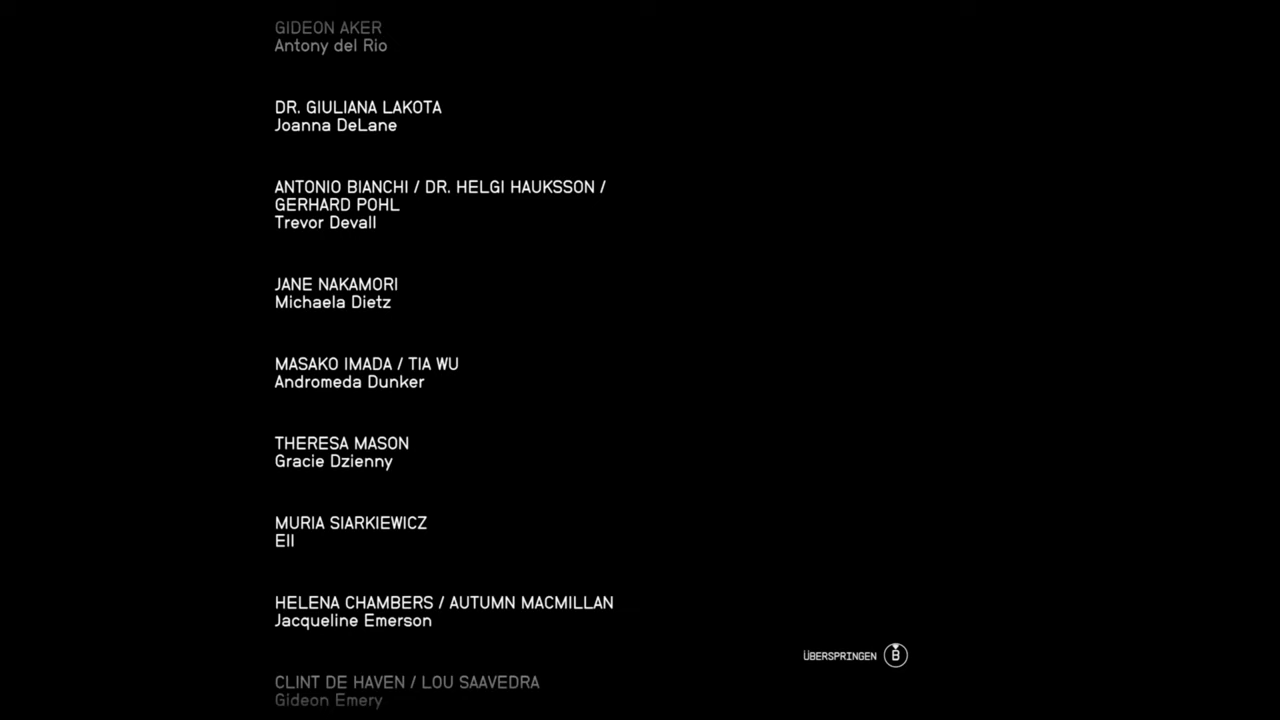 GIDEON AKER
Antony del Rio
DR. GIULIANA LAKOTA
Joanna DeLane
ANTONIO BIANCHI / DR. HELGI HAUKSSON /
GERHARD POHL
Trevor Devall
JANE NAKAMORI
Michaela Dietz
MASAKO IMADA / TIA WU
Andromeda Dunker
THERESA MASON
Gracie Dzienny
MURIA SIARKIEWICZ
Ell
HELENA CHAMBERS / AUTUMN MACMILLAN
Jacqueline Emerson
ÜBERSPRINGEN B
CLINT DE HAVEN / LOU SAAVEDRA
Gideon Emery